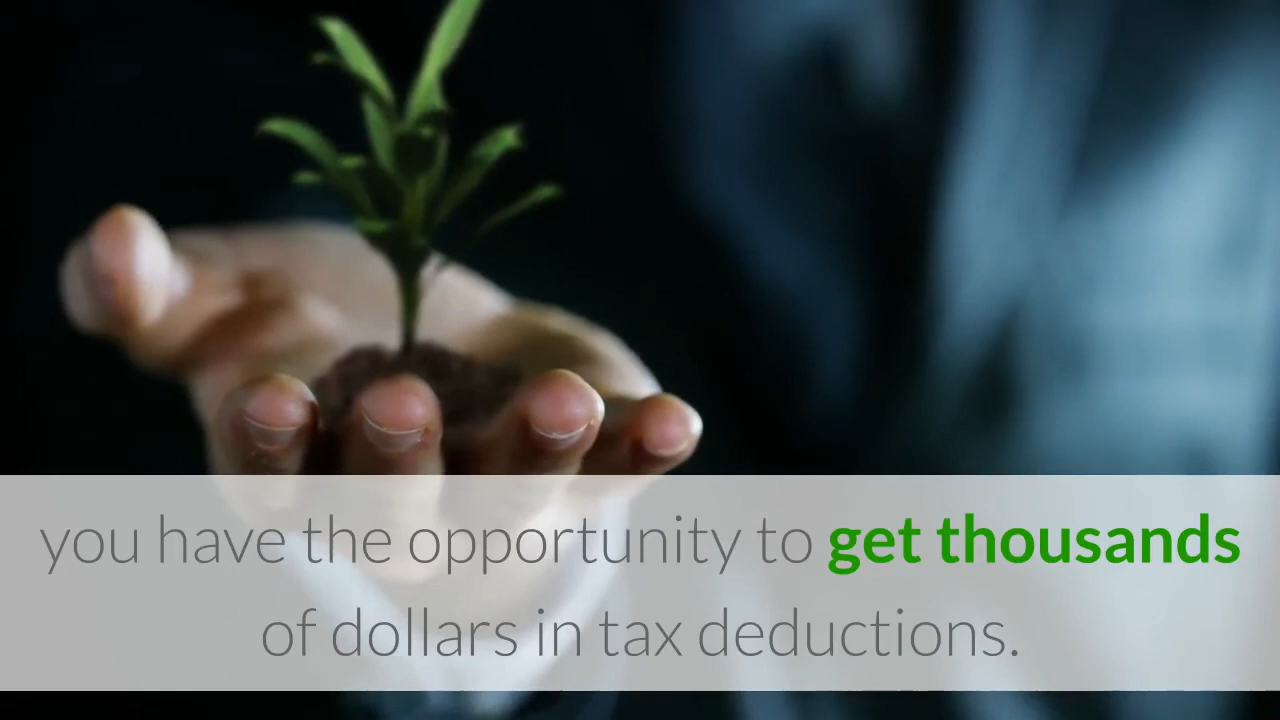 you have the opportunity to get thousands
of dollars in tax deductions.